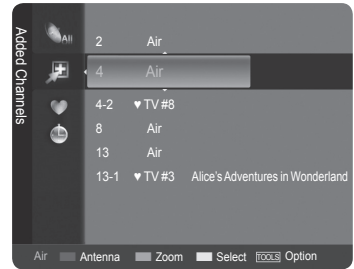 Added Channels
All
2 Air
4 Air
4-2 ♥ TV #8
8 Air
13 Air
13-1 ♥ TV #3 Alice's Adventures in Wonderland
Air Antenna Zoom Select TOOLS Option